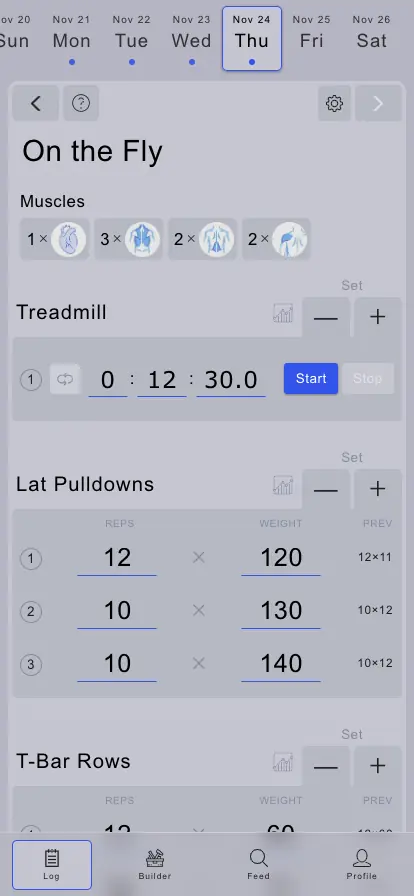 ov 20 Nov 21 Nov 22 Nov 23 Nov 24 Nov 25 Nov 26
Sun Mon Tue Wed Thu Fri Sat
On the Fly
Muscles
1 × 3 × 2 × 2 ×
Set
Treadmill — +
1 0 : 12 : 30.0 Start Stop
Set
Lat Pulldowns — +
REPS WEIGHT PREV
1 12 × 120 12×11
2 10 × 130 10×12
3 10 × 140 10×12
Set
T-Bar Rows — +
REPS WEIGHT PREV
12 60
Log Builder Feed Profile